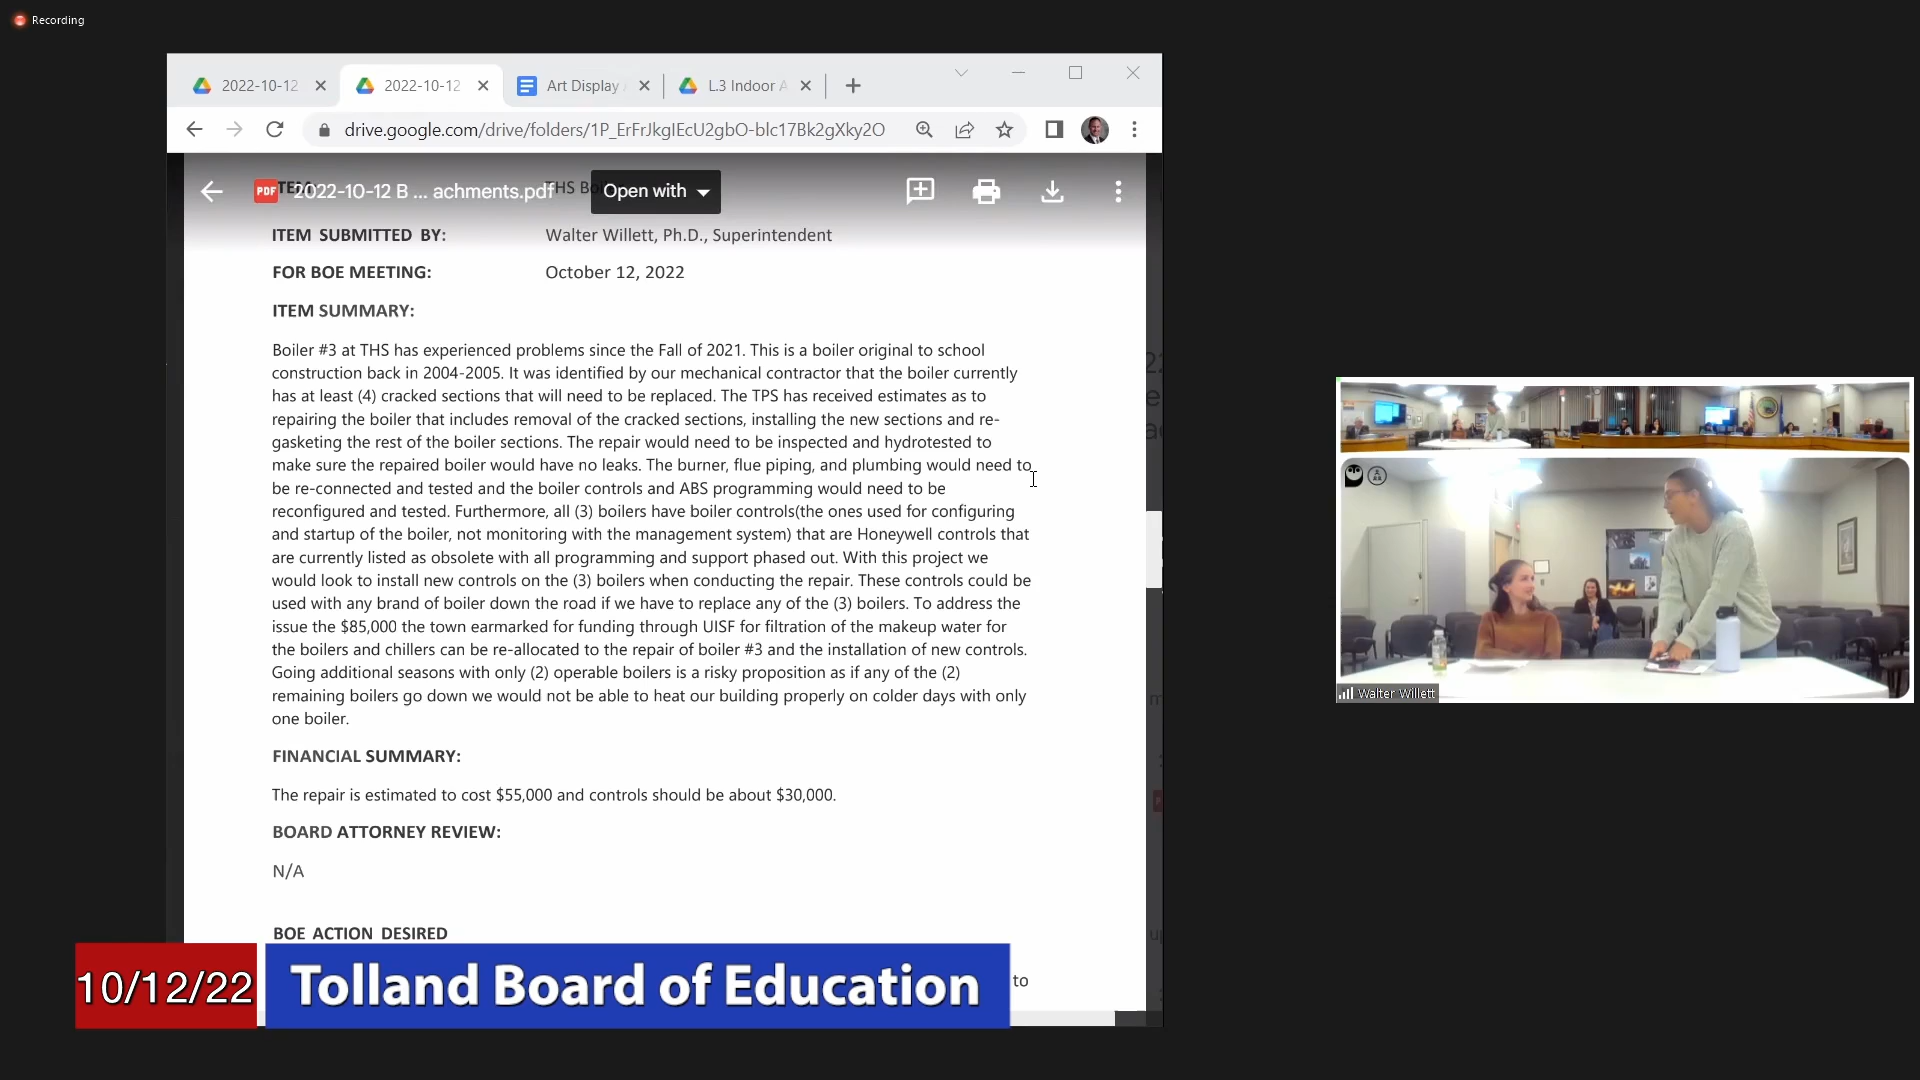 Recording
2022-10-12
2022-10-12
Art Display
L.3 Indoor A
drive.google.com/drive/folders/1P_ErFrJkgIEcU2gbO-blc17Bk2gXky2O
PDF
2022-10-12 B ... achments.pdf
Open with
ITEM SUBMITTED BY: Walter Willett, Ph.D., Superintendent
FOR BOE MEETING: October 12, 2022
ITEM SUMMARY:
Boiler #3 at THS has experienced problems since the Fall of 2021. This is a boiler original to school
construction back in 2004-2005. It was identified by our mechanical contractor that the boiler currently
has at least (4) cracked sections that will need to be replaced. The TPS has received estimates as to
repairing the boiler that includes removal of the cracked sections, installing the new sections and re-
gasketing the rest of the boiler sections. The repair would need to be inspected and hydrotested to
make sure the repaired boiler would have no leaks. The burner, flue piping, and plumbing would need to
be re-connected and tested and the boiler controls and ABS programming would need to be
reconfigured and tested. Furthermore, all (3) boilers have boiler controls(the ones used for configuring
and startup of the boiler, not monitoring with the management system) that are Honeywell controls that
are currently listed as obsolete with all programming and support phased out. With this project we
would look to install new controls on the (3) boilers when conducting the repair. These controls could be
used with any brand of boiler down the road if we have to replace any of the (3) boilers. To address the
issue the $85,000 the town earmarked for funding through UISF for filtration of the makeup water for
the boilers and chillers can be re-allocated to the repair of boiler #3 and the installation of new controls.
Going additional seasons with only (2) operable boilers is a risky proposition as if any of the (2)
remaining boilers go down we would not be able to heat our building properly on colder days with only
one boiler.
FINANCIAL SUMMARY:
The repair is estimated to cost $55,000 and controls should be about $30,000.
BOARD ATTORNEY REVIEW:
N/A
BOE ACTION DESIRED
to
10/12/22
Tolland Board of Education
Walter Willett